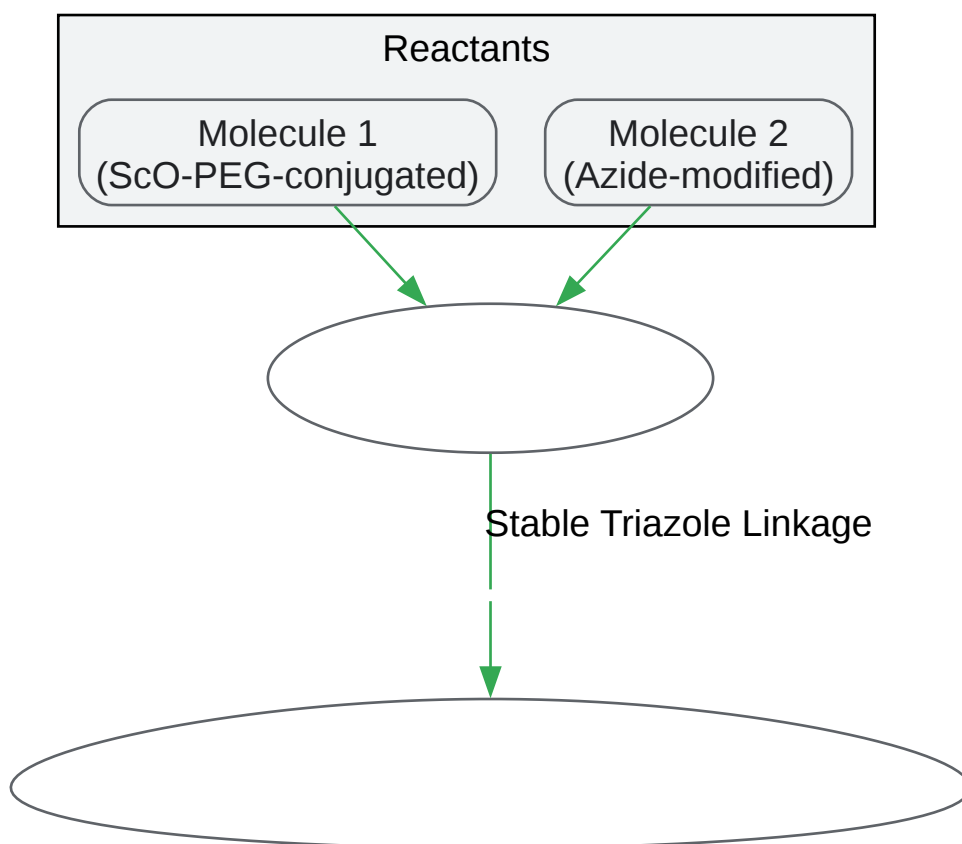 Reactants
Molecule 1
(ScO-PEG-conjugated)
Molecule 2
(Azide-modified)
Stable Triazole Linkage